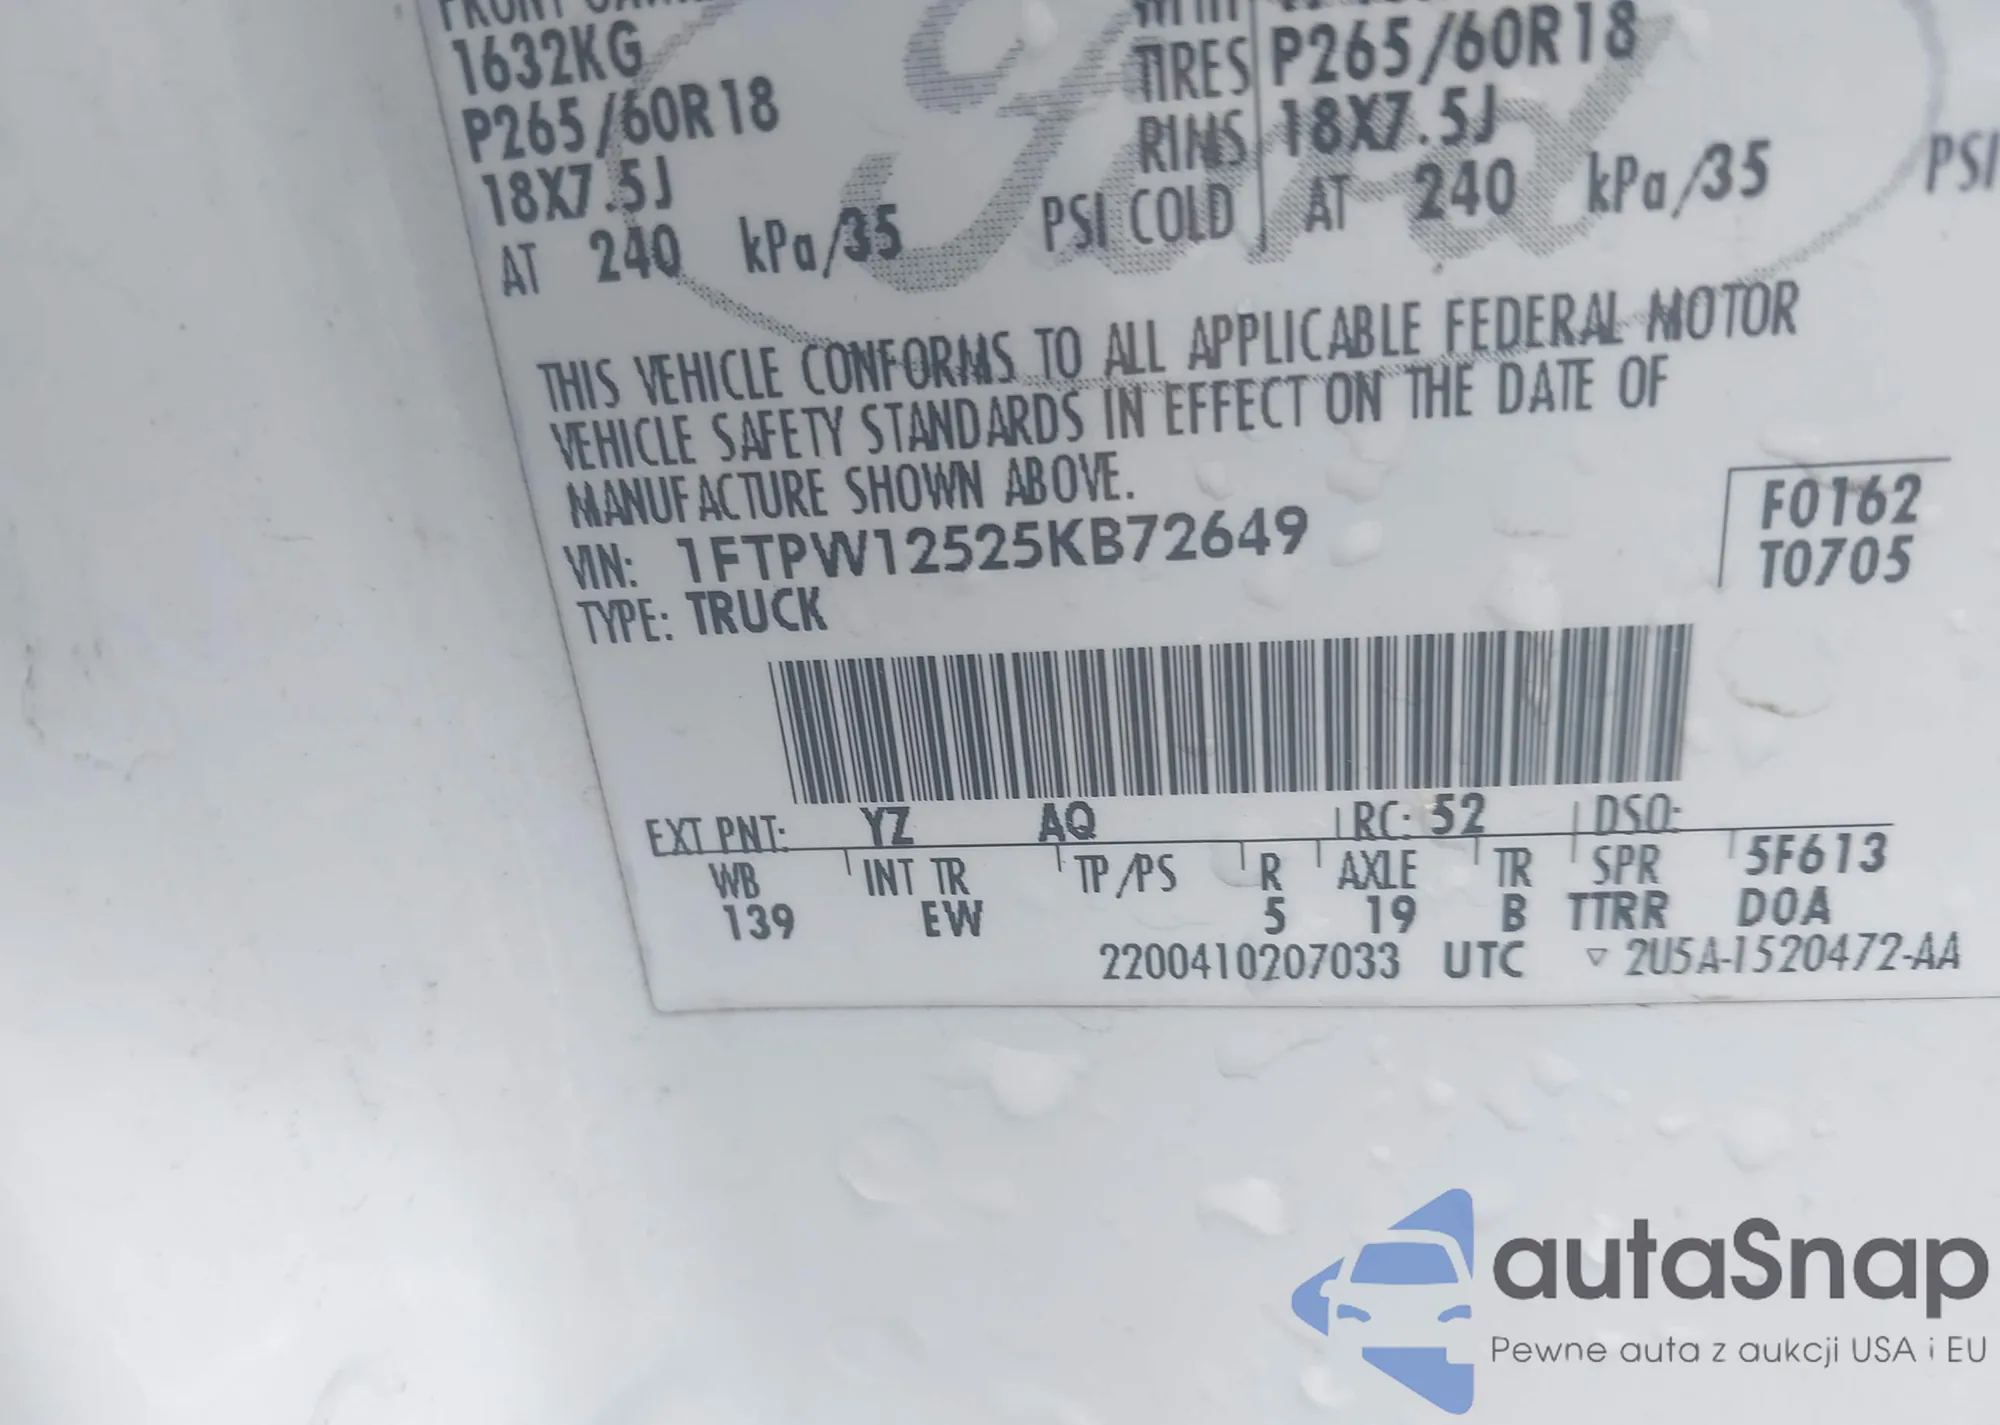 1632KG
TIRES P265/60R18
P265/60R18
RIMS 18X7.5J
18X7.5J
AT 240 kPa/35 PSI COLD AT 240 kPa/35 PSI
THIS VEHICLE CONFORMS TO ALL APPLICABLE FEDERAL MOTOR
VEHICLE SAFETY STANDARDS IN EFFECT ON THE DATE OF
MANUFACTURE SHOWN ABOVE.
F0162
VIN: 1FTPW12525KB72649
T0705
TYPE: TRUCK
EXT PNT: YZ AQ RC: 52 DSO:
WB INT TR TP/PS R AXLE TR SPR 5F613
139 EW 5 19 B TTRR DOA
2200410207033 UTC ▽ 2U5A-1520472-AA
autaSnap
Pewne auta z aukcji USA i EU